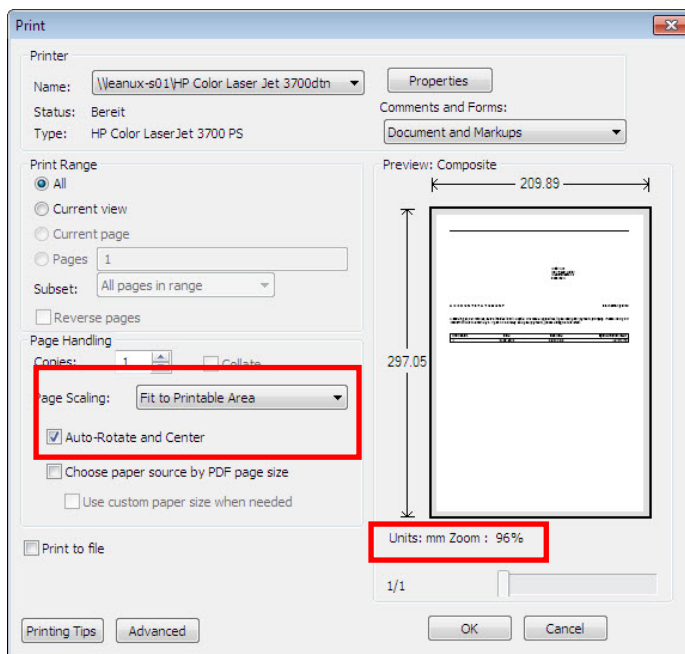 Print
Printer
Name: \\leanux-s01\HP Color Laser Jet 3700dtn Properties
Status: Bereit Comments and Forms:
Type: HP Color LaserJet 3700 PS Document and Markups
Print Range Preview: Composite
All 209.89
Current view
Current page
Pages 1
Subset: All pages in range
Reverse pages
Page Handling
Copies: 1 Collate
297.05
Page Scaling: Fit to Printable Area
Auto-Rotate and Center
Choose paper source by PDF page size
Use custom paper size when needed
Units: mm Zoom : 96%
Print to file
1/1
Printing Tips Advanced OK Cancel